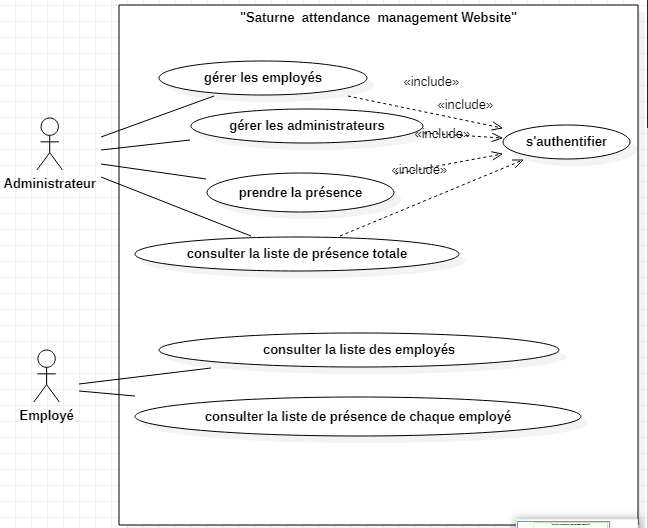 "Saturne attendance management Website"
gérer les employés
«include»
«include»
gérer les administrateurs
«include»
s'authentifier
«include»
Administrateur
prendre la présence
consulter la liste de présence totale
consulter la liste des employés
Employé
consulter la liste de présence de chaque employé